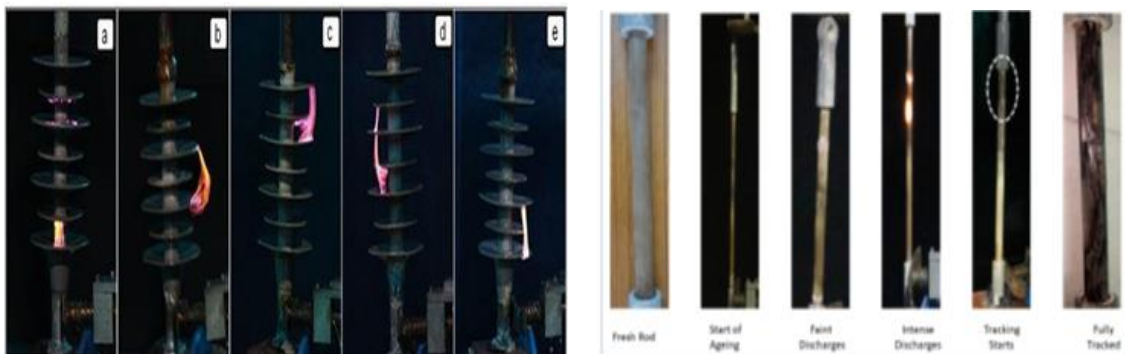 a
b
c
d
e
Fresh Rod
Start of
Ageing
Faint
Discharges
Intense
Discharges
Tracking
Starts
Fully
Tracked